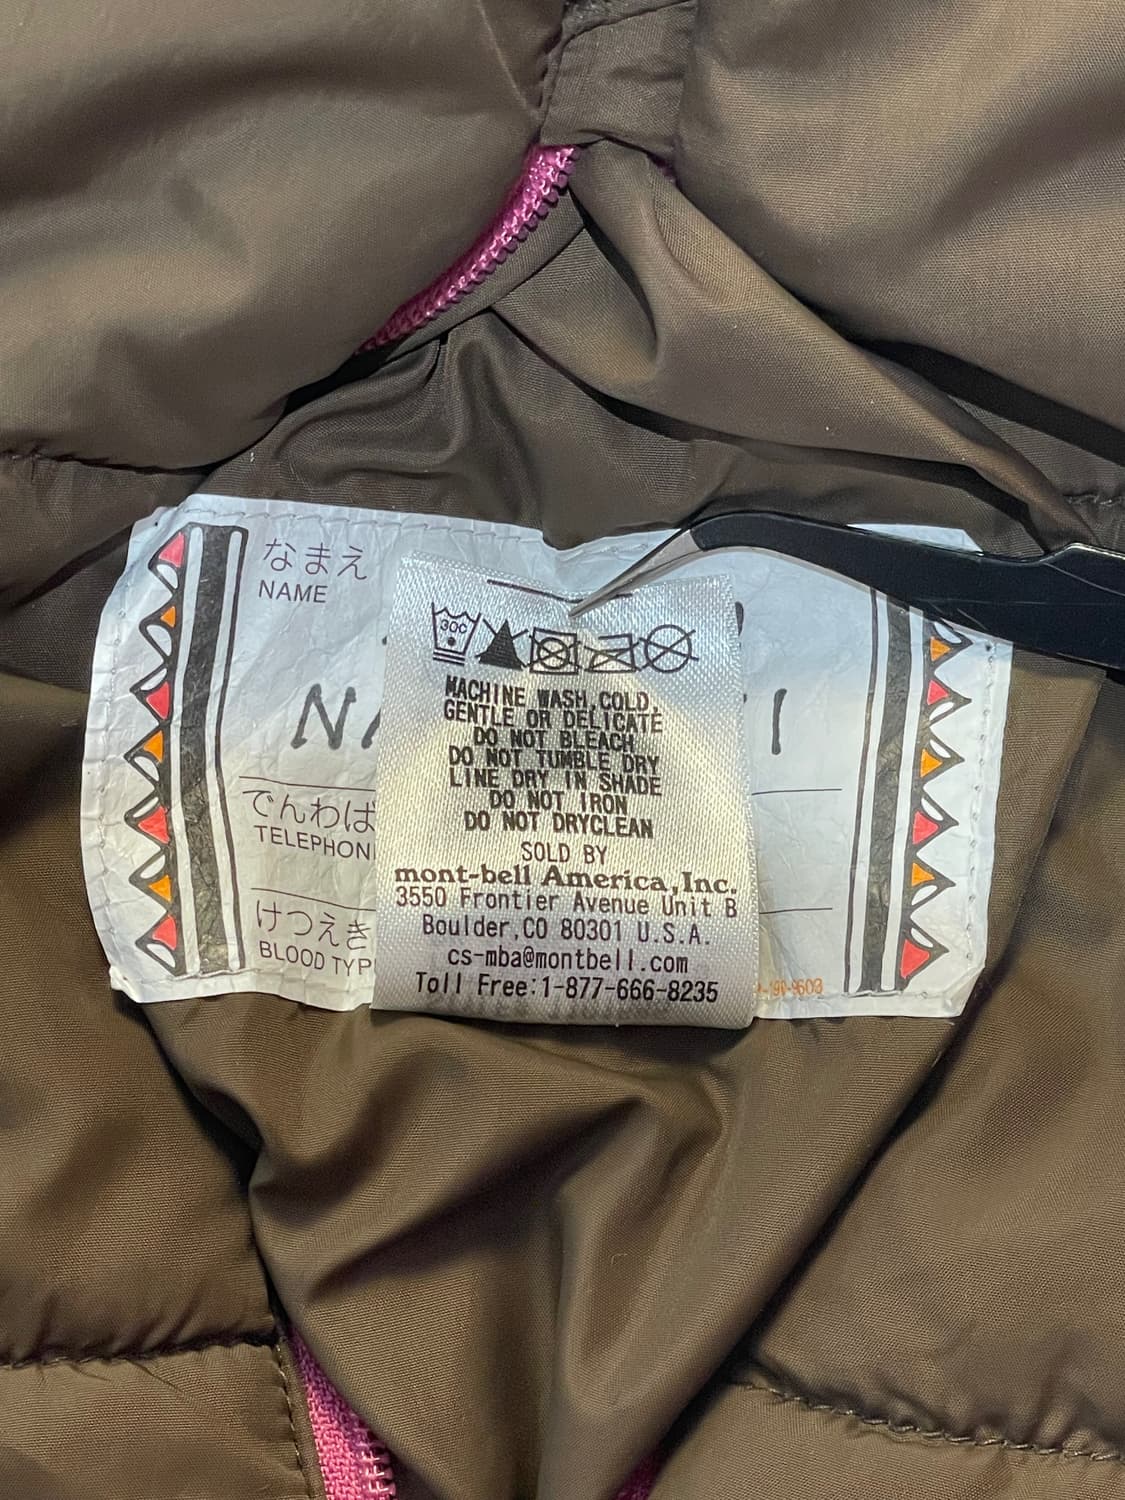 なまえ
NAME
30C
MACHINE WASH,COLD,
GENTLE OR DELICATE
DO NOT BLEACH
DO NOT TUMBLE DRY
LINE DRY IN SHADE
DO NOT IRON
DO NOT DRYCLEAN
SOLD BY
mont-bell America,Inc.
3550 Frontier Avenue Unit B
Boulder,CO 80301 U.S.A.
cs-mba@montbell.com
Toll Free:1-877-666-8235
でんわば
TELEPHON
けつえき
BLOOD TYP